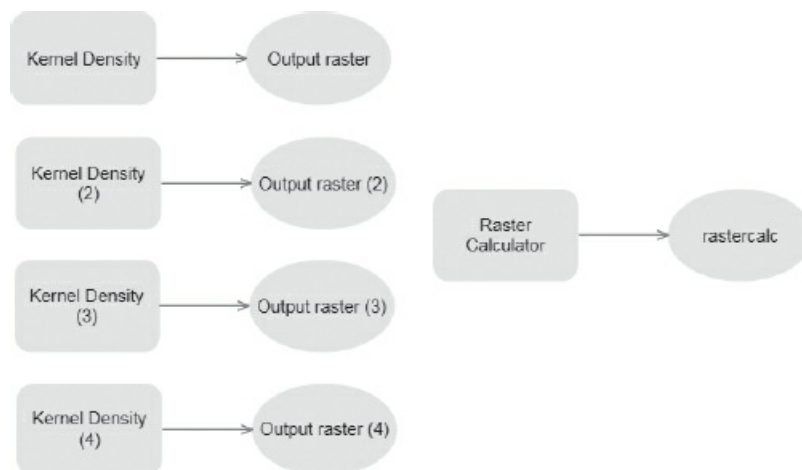 Kernel Density
Output raster
Kernel Density
(2)
Output raster (2)
Raster
Calculator
rastercalc
Kernel Density
(3)
Output raster (3)
Kernel Density
(4)
Output raster (4)